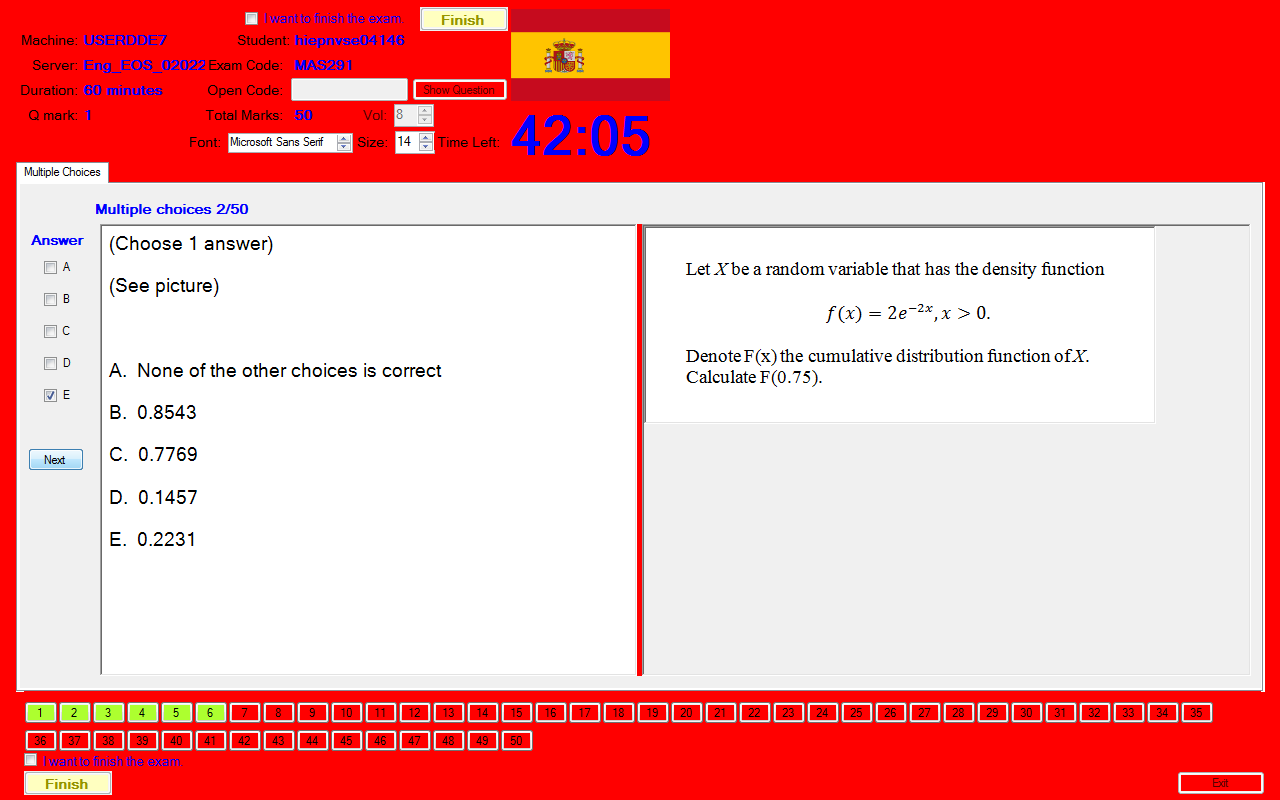 I want to finish the exam.
Finish
Machine: USERDDE7 Student: hiepnvse04146
Server: Eng_EOS_02022 Exam Code: MAS291
Duration: 60 minutes Open Code: Show Question
Q mark: 1 Total Marks: 50 Vol: 8
Font: Microsoft Sans Serif Size: 14 Time Left: 42:05
Multiple Choices
Multiple choices 2/50
Answer
A
B
C
D
E
Next
(Choose 1 answer)
(See picture)
A. None of the other choices is correct
B. 0.8543
C. 0.7769
D. 0.1457
E. 0.2231
Let X be a random variable that has the density function
f(x) = 2e^{-2x}, x > 0.
Denote F(x) the cumulative distribution function of X.
Calculate F(0.75).
1 2 3 4 5 6 7 8 9 10 11 12 13 14 15 16 17 18 19 20 21 22 23 24 25 26 27 28 29 30 31 32 33 34 35
36 37 38 39 40 41 42 43 44 45 46 47 48 49 50
I want to finish the exam.
Finish
Exit